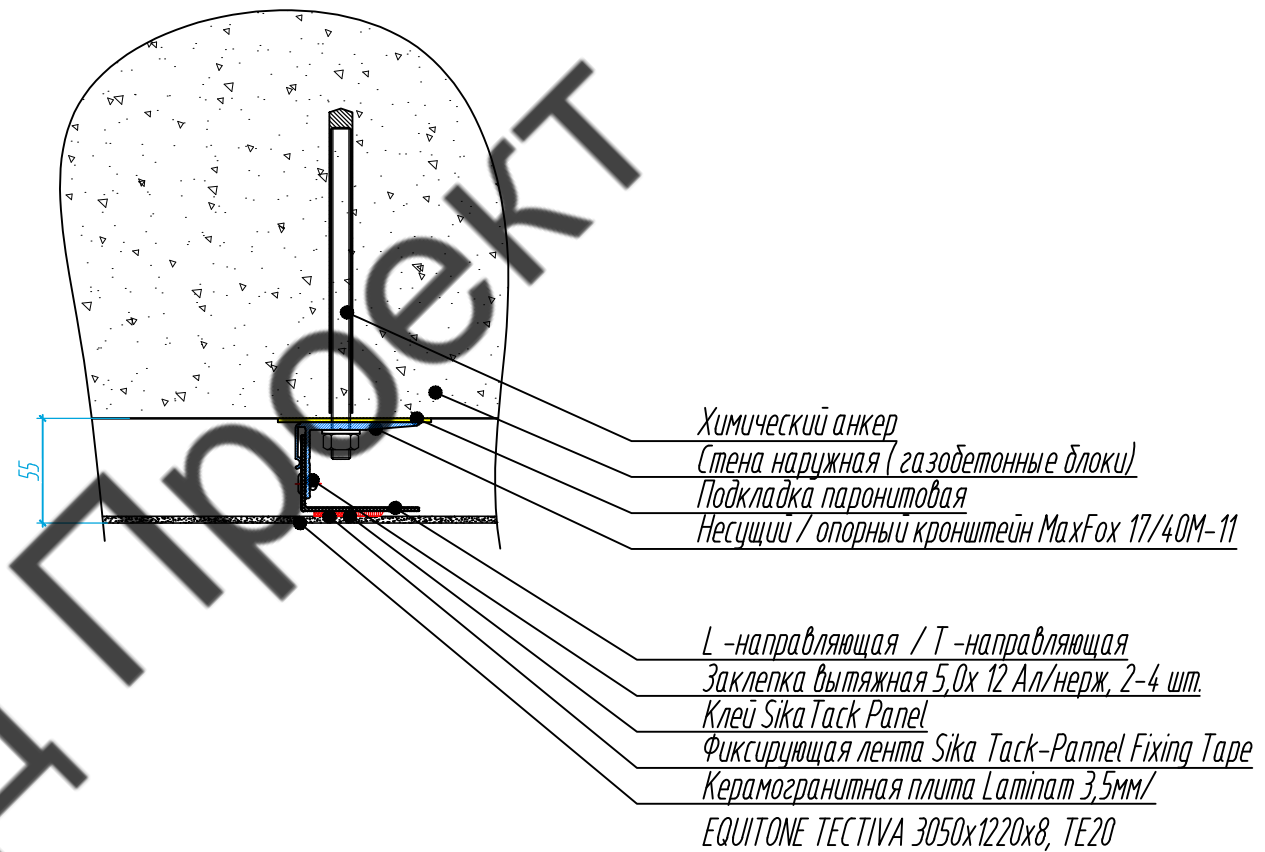 Химический анкер
Стена наружная ( газобетонные блоки)
Подкладка паронитовая
Несущий / опорный кронштейн MaxFox 17/40М-11
55
L -направляющая / Т -направляющая
Заклепка вытяжная 5,0х 12 Ал/нерж, 2-4 шт.
Клей Sika Tack Panel
Фиксирующая лента Sika Tack-Pannel Fixing Tape
Керамогранитная плита Laminam 3,5мм/
EQUITONE TECTIVA 3050x1220x8, TE20
Д Проект